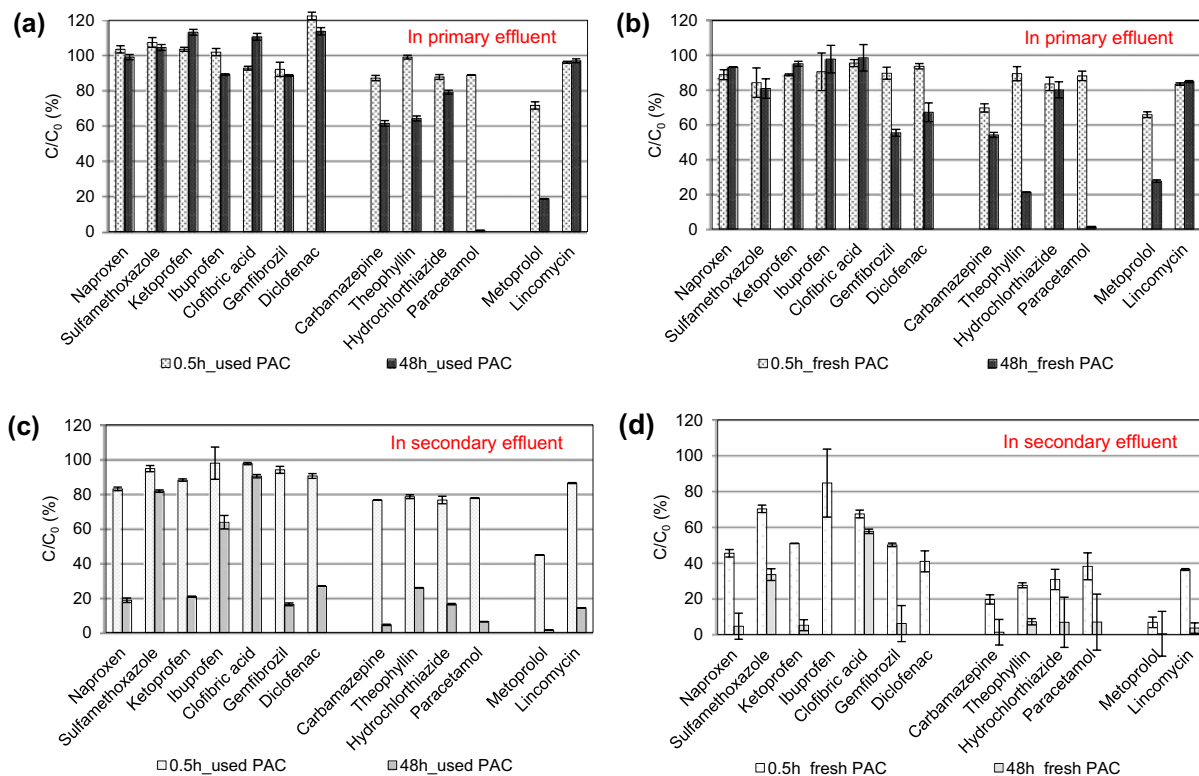 (a)
In primary effluent
C/C0 (%)
120
100
80
60
40
20
0
Naproxen
Sulfamethoxazole
Ketoprofen
Ibuprofen
Clofibric acid
Gemfibrozil
Diclofenac
Carbamazepine
Theophyllin
Hydrochlorthiazide
Paracetamol
Metoprolol
Lincomycin
0.5h_used PAC
48h_used PAC
(b)
In primary effluent
C/C0 (%)
120
100
80
60
40
20
0
Naproxen
Sulfamethoxazole
Ketoprofen
Ibuprofen
Clofibric acid
Gemfibrozil
Diclofenac
Carbamazepine
Theophyllin
Hydrochlorthiazide
Paracetamol
Metoprolol
Lincomycin
0.5h_fresh PAC
48h_fresh PAC
(c)
In secondary effluent
C/C0 (%)
120
100
80
60
40
20
0
Naproxen
Sulfamethoxazole
Ketoprofen
Ibuprofen
Clofibric acid
Gemfibrozil
Diclofenac
Carbamazepine
Theophyllin
Hydrochlorthiazide
Paracetamol
Metoprolol
Lincomycin
0.5h_used PAC
48h_used PAC
(d)
In secondary effluent
C/C0 (%)
120
100
80
60
40
20
0
Naproxen
Sulfamethoxazole
Ketoprofen
Ibuprofen
Clofibric acid
Gemfibrozil
Diclofenac
Carbamazepine
Theophyllin
Hydrochlorthiazide
Paracetamol
Metoprolol
Lincomycin
0.5h_fresh PAC
48h_fresh PAC